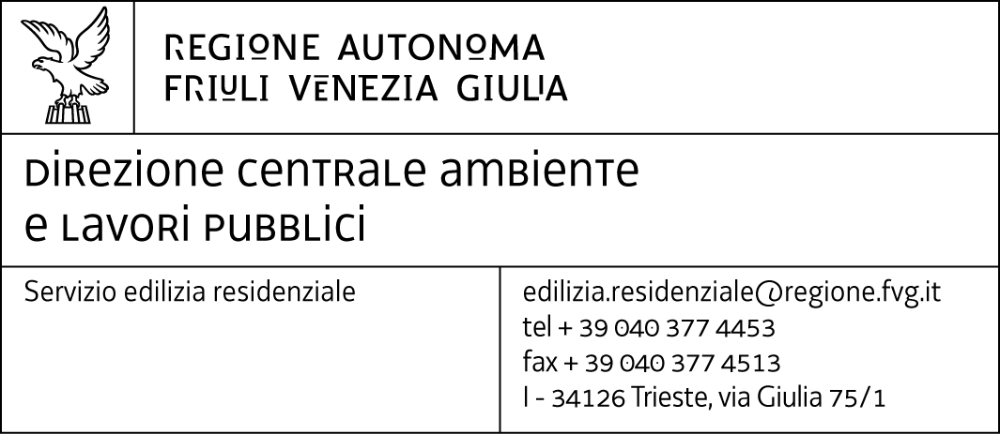 REGIONE AUTONOMA
FRIULI VENEZIA GIULIA
Direzione centrale ambiente
e lavori pubblici
Servizio edilizia residenziale
edilizia.residenziale@regione.fvg.it
tel + 39 040 377 4453
fax + 39 040 377 4513
I - 34126 Trieste, via Giulia 75/1